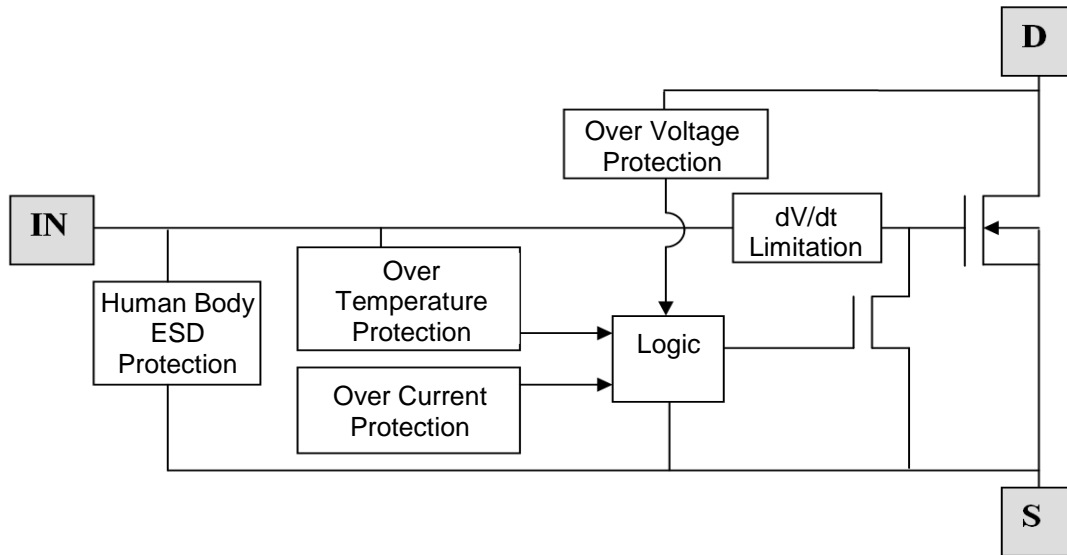 D
Over Voltage
Protection
IN
dV/dt
Limitation
Over
Temperature
Protection
Human Body
ESD
Protection
Logic
Over Current
Protection
S